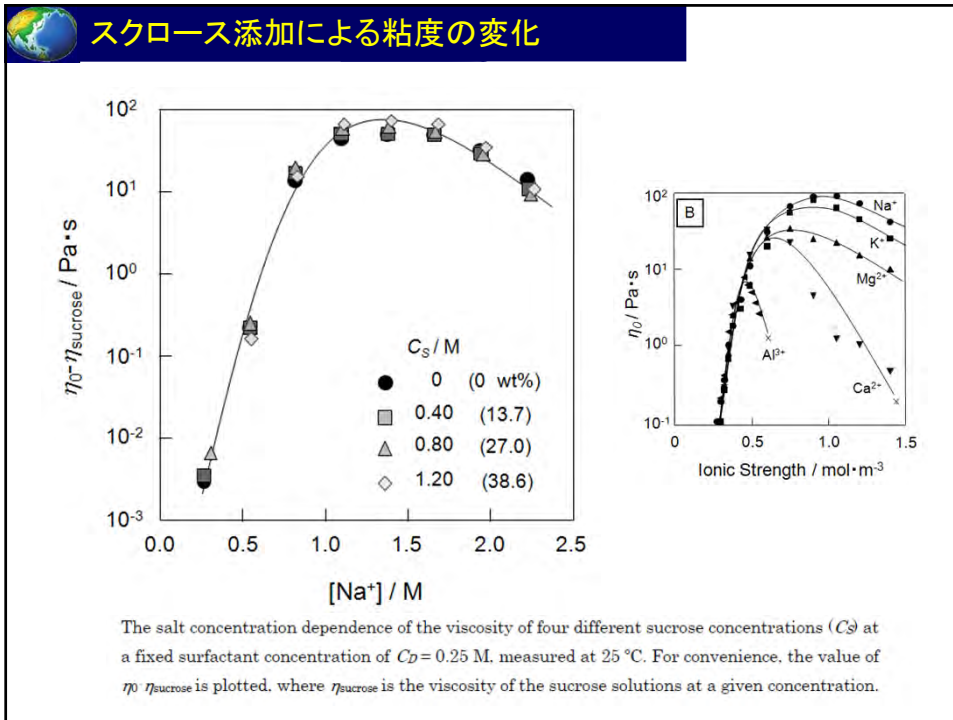 スクロース添加による粘度の変化
10²
10¹
10⁰
10⁻¹
10⁻²
10⁻³
η₀-ηsucrose / Pa・s
0.0 0.5 1.0 1.5 2.0 2.5
[Na⁺] / M
C_S / M
0 (0 wt%)
0.40 (13.7)
0.80 (27.0)
1.20 (38.6)
B
10²
10¹
10⁰
10⁻¹
η₀ / Pa・s
Na⁺
K⁺
Mg²⁺
Al³⁺
Ca²⁺
0 0.5 1.0 1.5
Ionic Strength / mol・m⁻³
The salt concentration dependence of the viscosity of four different sucrose concentrations (C_S) at
a fixed surfactant concentration of C_D = 0.25 M, measured at 25 °C. For convenience, the value of
η₀-ηsucrose is plotted, where ηsucrose is the viscosity of the sucrose solutions at a given concentration.